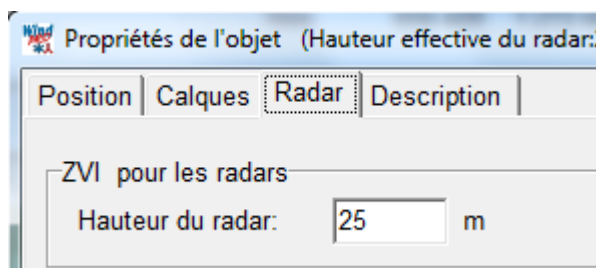 Propriétés de l'objet (Hauteur effective du radar:
Position Calques Radar Description
ZVI pour les radars
Hauteur du radar: 25 m